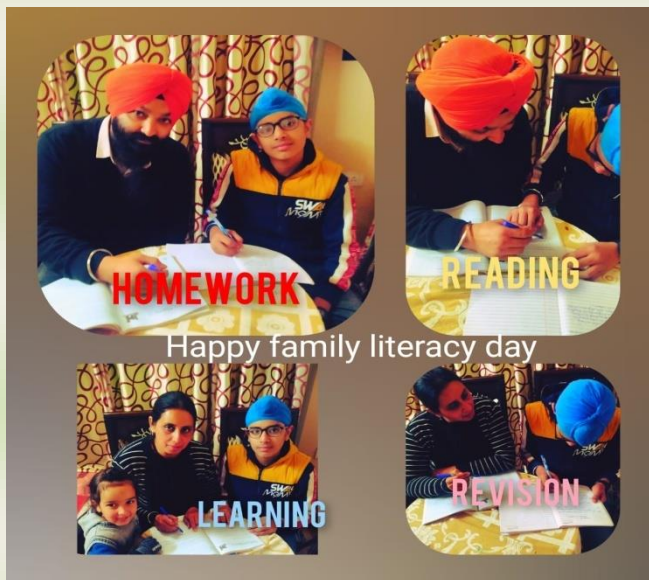 HOMEWORK
READING
Happy family literacy day
LEARNING
REVISION